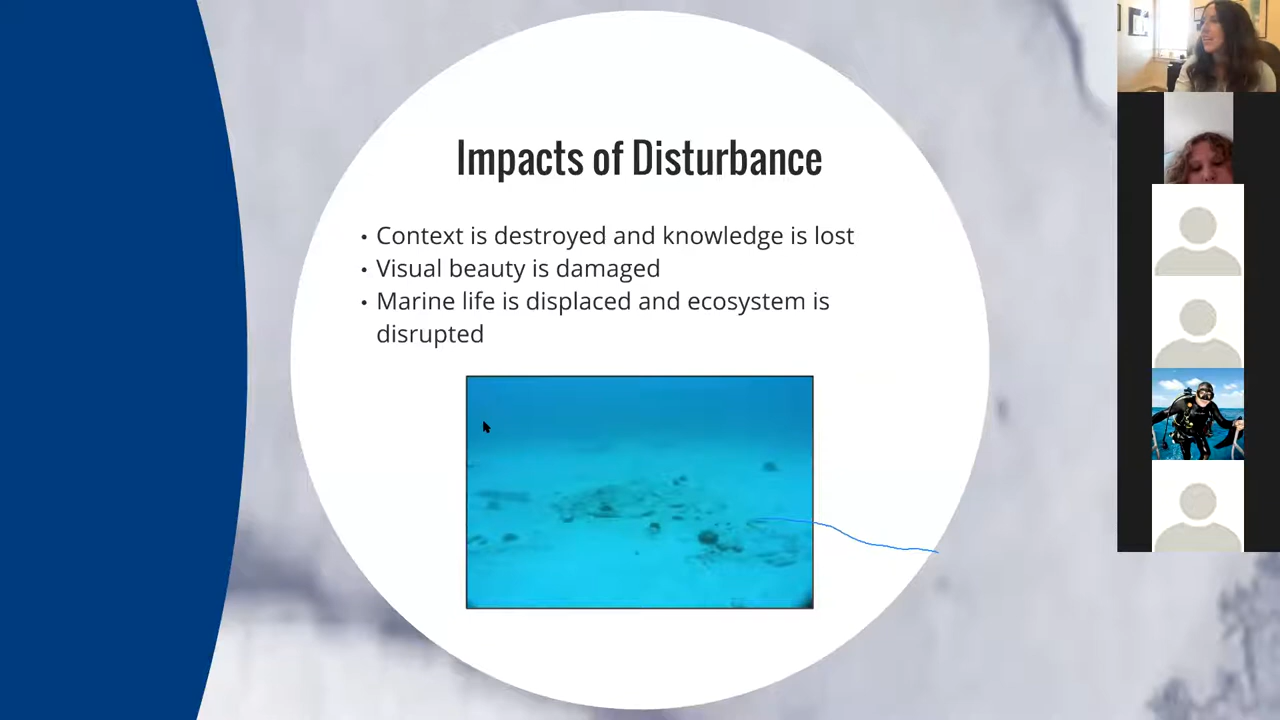 Impacts of Disturbance
• Context is destroyed and knowledge is lost
• Visual beauty is damaged
• Marine life is displaced and ecosystem is
disrupted